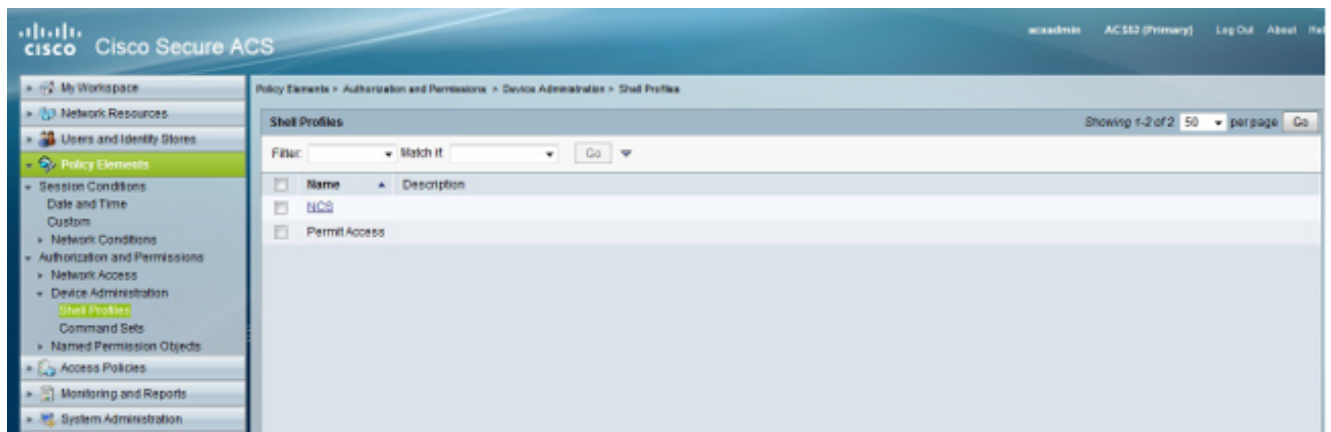 CISCO Cisco Secure ACS
acsadmin ACS52 (Primary) Log Out About
My Workspace
Network Resources
Users and Identity Stores
Policy Elements
Session Conditions
Date and Time
Custom
Network Conditions
Authorization and Permissions
Network Access
Device Administration
Shell Profiles
Command Sets
Named Permission Objects
Access Policies
Monitoring and Reports
System Administration
Policy Elements > Authorization and Permissions > Device Administration > Shell Profiles
Shell Profiles
Showing 1-2 of 2 50 per page Go
Filter: Match if: Go
Name Description
NCS
Permit Access